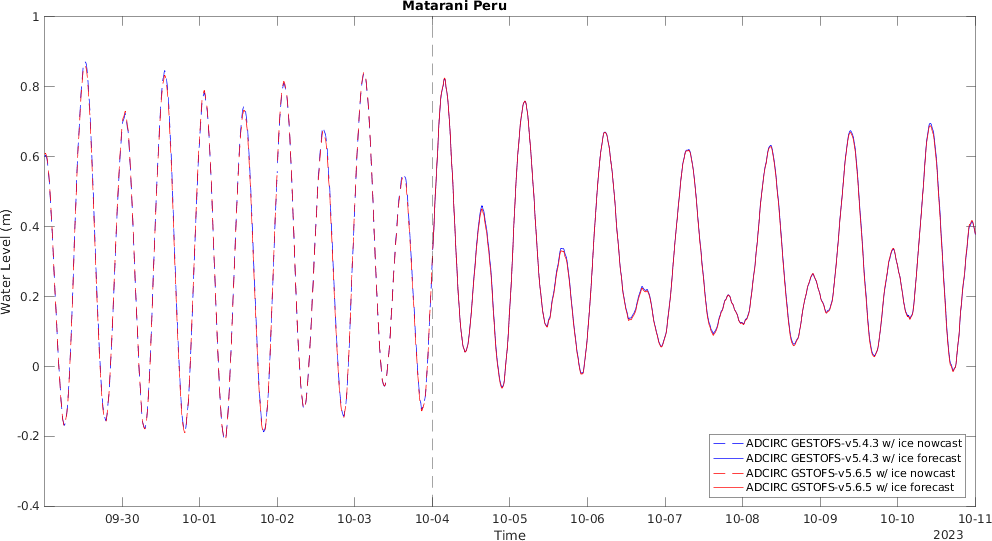 Matarani Peru
1
0.8
0.6
0.4
0.2
0
-0.2
-0.4
Water Level (m)
ADCIRC GESTOFS-v5.4.3 w/ ice nowcast
ADCIRC GESTOFS-v5.4.3 w/ ice forecast
ADCIRC GSTOFS-v5.6.5 w/ ice nowcast
ADCIRC GSTOFS-v5.6.5 w/ ice forecast
09-30 10-01 10-02 10-03 10-04 10-05 10-06 10-07 10-08 10-09 10-10 10-11
Time 2023